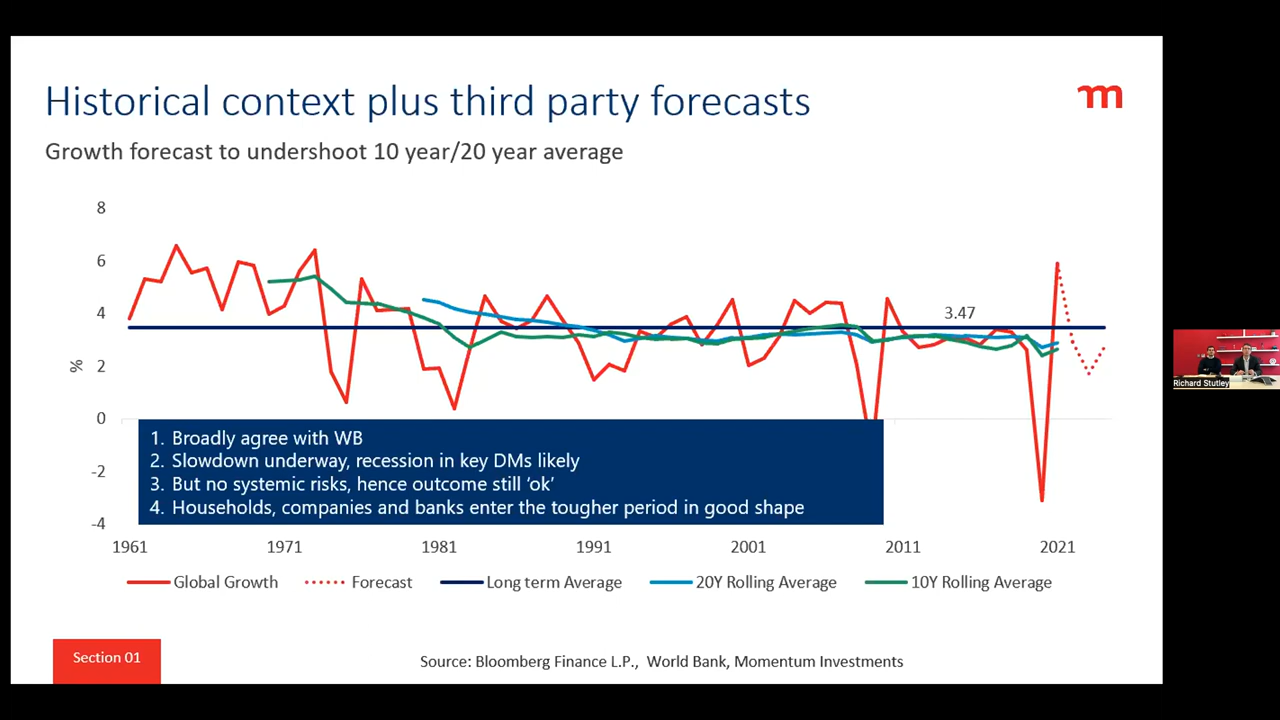 Historical context plus third party forecasts
m
Growth forecast to undershoot 10 year/20 year average
8
6
4
2
0
-2
-4
%
3.47
1. Broadly agree with WB
2. Slowdown underway, recession in key DMs likely
3. But no systemic risks, hence outcome still ‘ok’
4. Households, companies and banks enter the tougher period in good shape
1961 1971 1981 1991 2001 2011 2021
Global Growth Forecast Long term Average 20Y Rolling Average 10Y Rolling Average
Section 01
Source: Bloomberg Finance L.P., World Bank, Momentum Investments
Richard Stutley